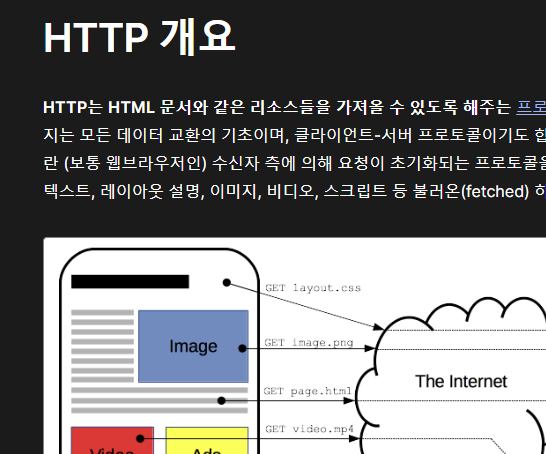 HTTP 개요
HTTP는 HTML 문서와 같은 리소스들을 가져올 수 있도록 해주는 프로
지는 모든 데이터 교환의 기초이며, 클라이언트-서버 프로토콜이기도 합
란 (보통 웹브라우저인) 수신자 측에 의해 요청이 초기화되는 프로토콜을
텍스트, 레이아웃 설명, 이미지, 비디오, 스크립트 등 불러온(fetched) 하
GET layout.css
Image
GET image.png
The Internet
GET page.html
GET video.mp4
Video
Ads